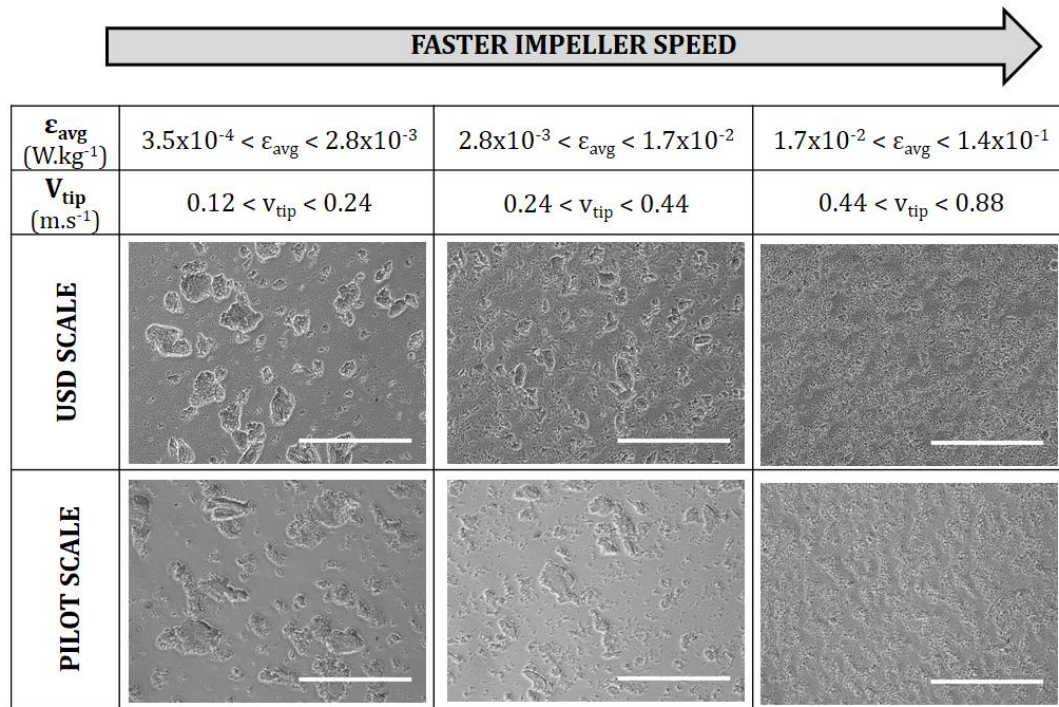 FASTER IMPELLER SPEED
εavg
(W.kg⁻¹)
3.5x10⁻⁴ < εavg < 2.8x10⁻³
2.8x10⁻³ < εavg < 1.7x10⁻²
1.7x10⁻² < εavg < 1.4x10⁻¹
Vtip
(m.s⁻¹)
0.12 < vtip < 0.24
0.24 < vtip < 0.44
0.44 < vtip < 0.88
USD SCALE
PILOT SCALE